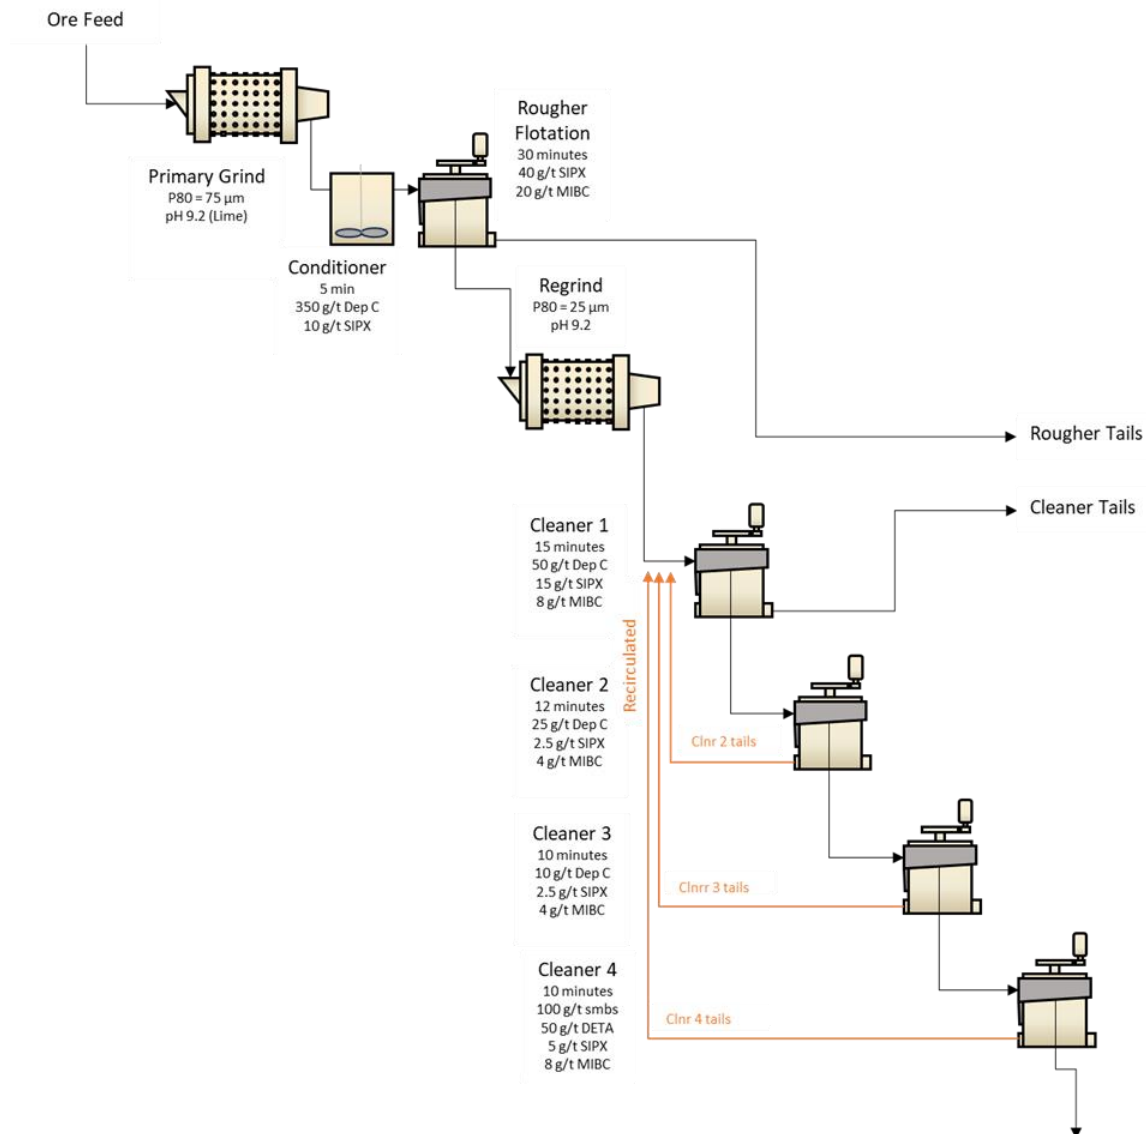 Ore Feed
Primary Grind
P80 = 75 µm
pH 9.2 (Lime)
Rougher
Flotation
30 minutes
40 g/t SIPX
20 g/t MIBC
Conditioner
5 min
350 g/t Dep C
10 g/t SIPX
Regrind
P80 = 25 µm
pH 9.2
Rougher Tails
Cleaner Tails
Cleaner 1
15 minutes
50 g/t Dep C
15 g/t SIPX
8 g/t MIBC
Recirculated
Cleaner 2
12 minutes
25 g/t Dep C
2.5 g/t SIPX
4 g/t MIBC
Clnr 2 tails
Cleaner 3
10 minutes
10 g/t Dep C
2.5 g/t SIPX
4 g/t MIBC
Clnrr 3 tails
Cleaner 4
10 minutes
100 g/t smbs
50 g/t DETA
5 g/t SIPX
8 g/t MIBC
Clnr 4 tails